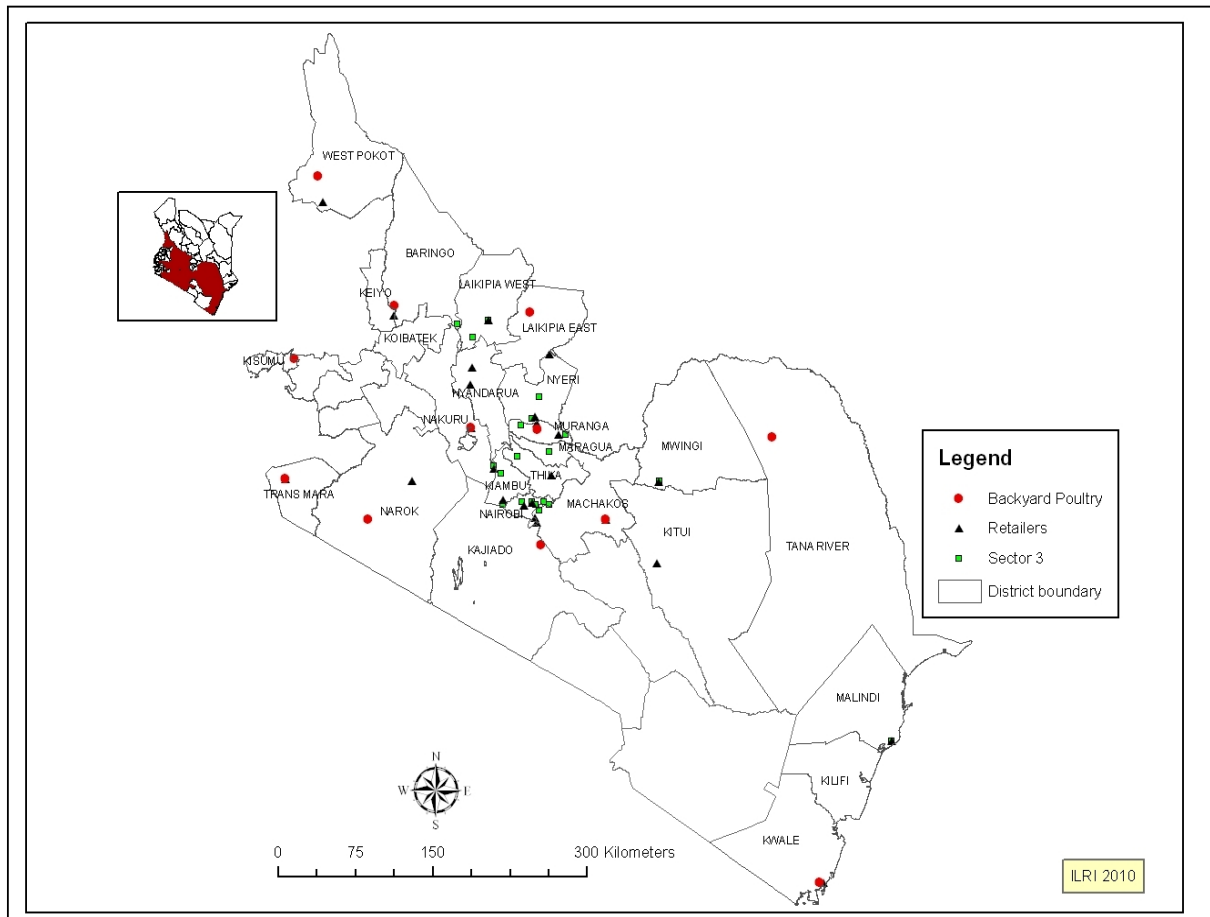 WEST POKOT
BARINGO
LAIKIPIA WEST
KEIYO
LAIKIPIA EAST
KOIBATEK
KISUMU
NYERI
NYANDARUA
NAKURU
MURANGA
MARAGUA
MWINGI
THIKA
KIAMBU
TRANS MARA
MACHAKOS
NAROK
NAIROBI
KITUI
TANA RIVER
KAJIADO
MALINDI
KILIFI
KWALE
Legend
Backyard Poultry
Retailers
Sector 3
District boundary
N
W E
S
0 75 150 300 Kilometers
ILRI 2010